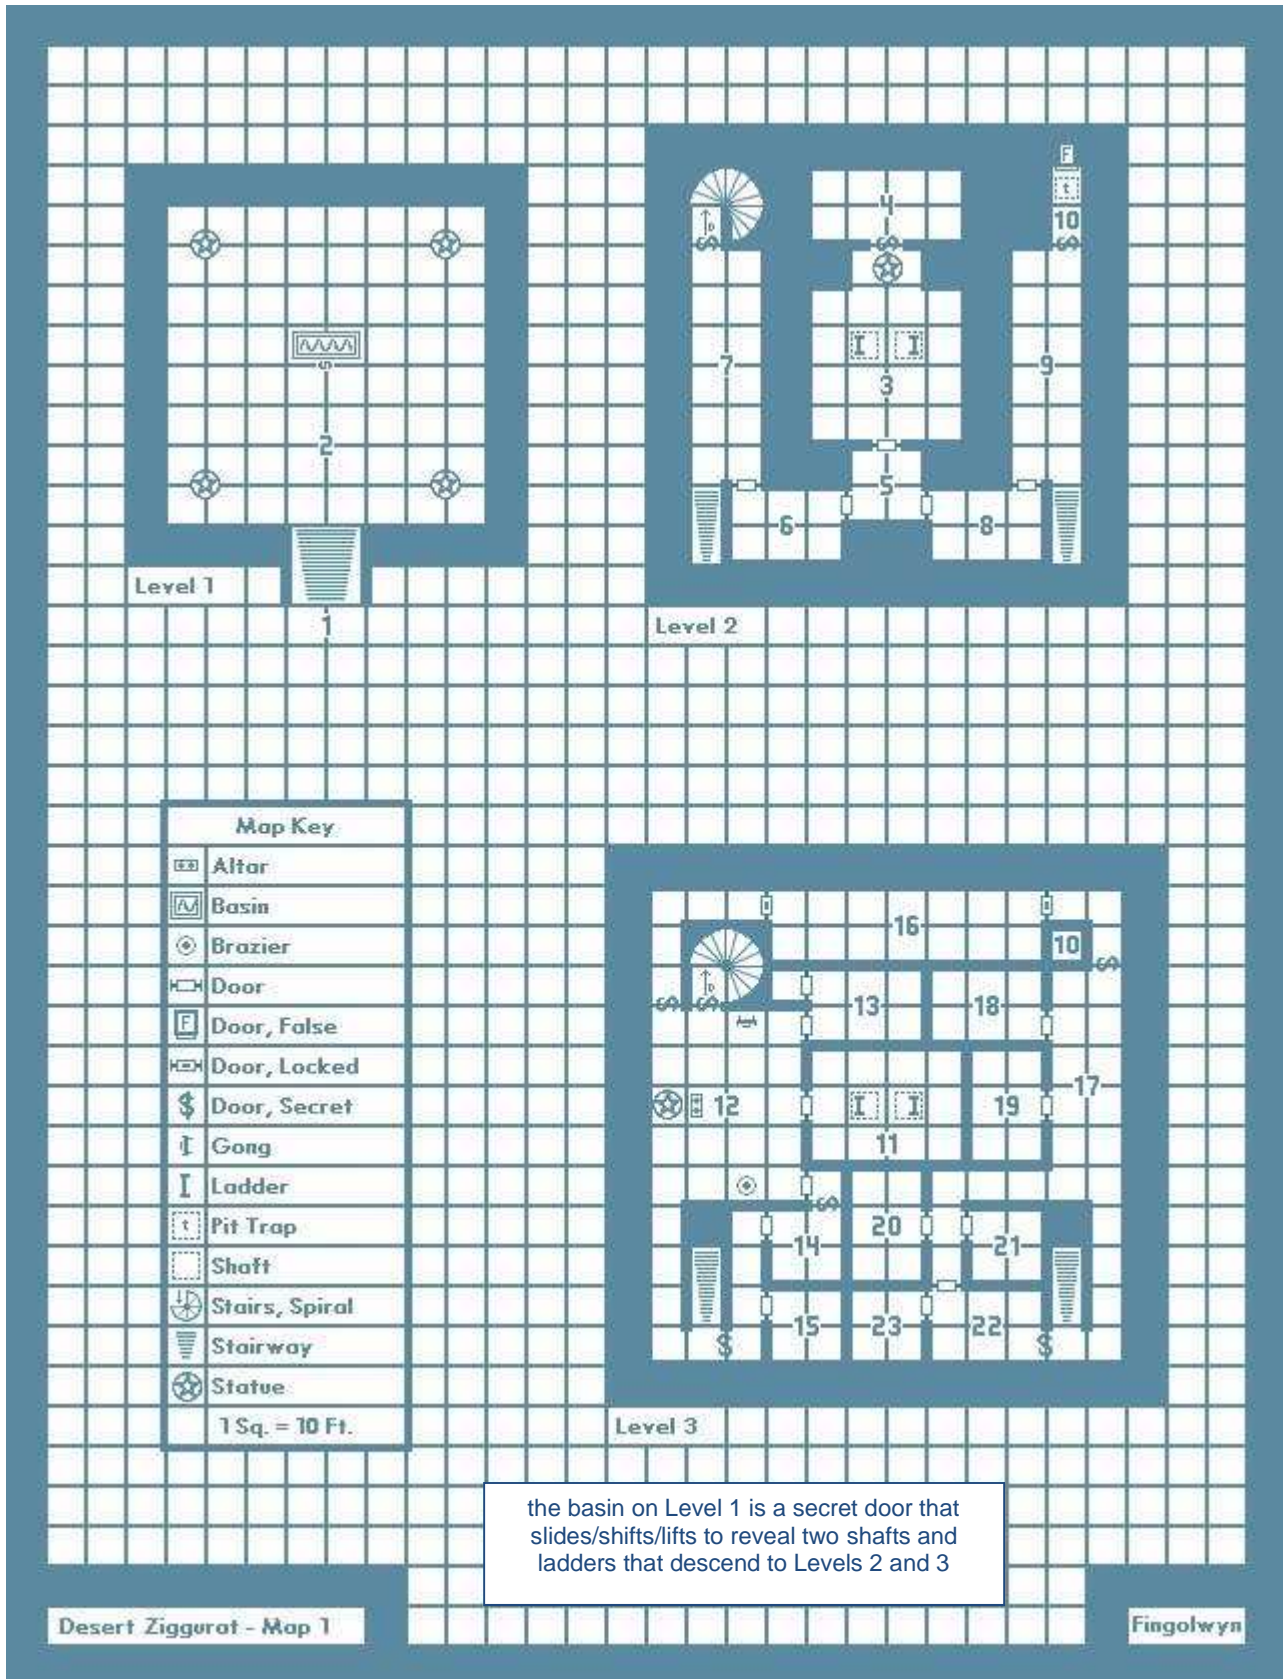 F
4
t
10
D
S
7
3
9
2
5
6
8
Level 1
1
Level 2
Map Key
Altar
Basin
Brazier
Door
F
Door, False
Door, Locked
$
Door, Secret
Gong
Ladder
t
Pit Trap
Shaft
Stairs, Spiral
Stairway
Statue
1 Sq. = 10 Ft.
16
10
D
13
18
17
12
19
11
20
14
21
15
23
22
Level 3
the basin on Level 1 is a secret door that
slides/shifts/lifts to reveal two shafts and
ladders that descend to Levels 2 and 3
Desert Ziggurat - Map 1
Fingolwyn